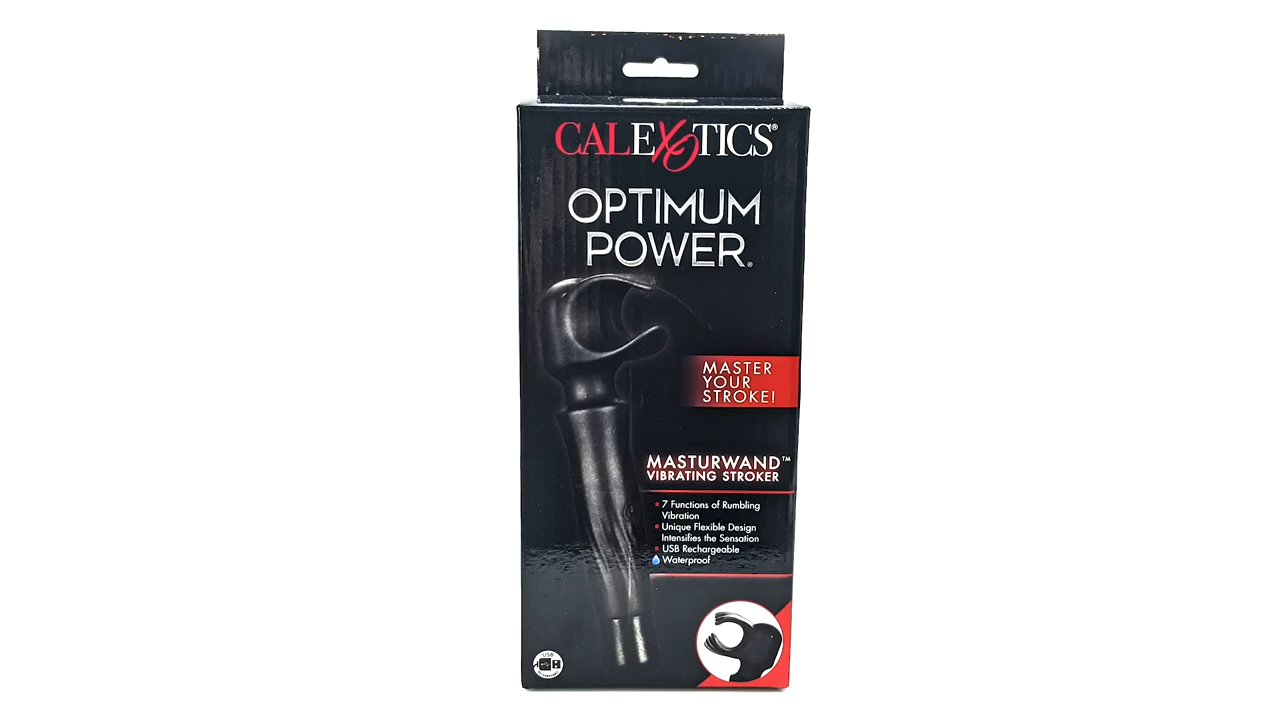 CALEXOTICS®
OPTIMUM
POWER®
MASTER
YOUR
STROKE!
MASTURWAND™
VIBRATING STROKER
• 7 Functions of Rumbling
Vibration
• Unique Flexible Design
Intensifies the Sensation
• USB Rechargeable
Waterproof
USB